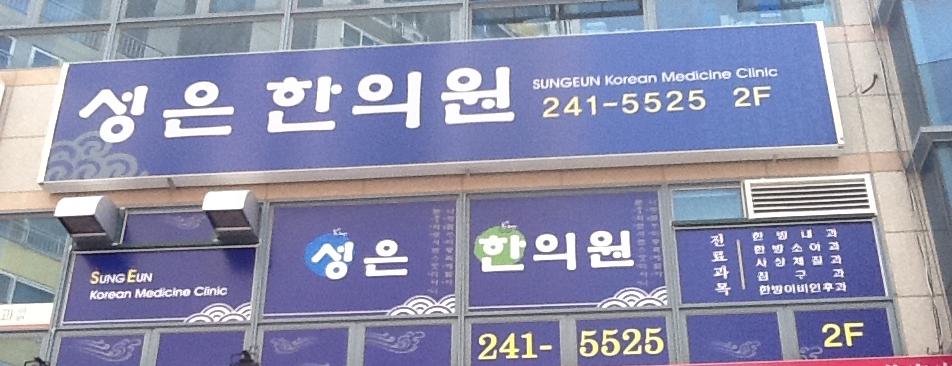 성은 한의원
SUNGEUN Korean Medicine Clinic
241-5525 2F
SUNGEUN
Korean Medicine Clinic
성은
한의원
진료과목
한방내과
한방소아과
사상체질과
침구과
한방이비인후과
241- 5525
2F